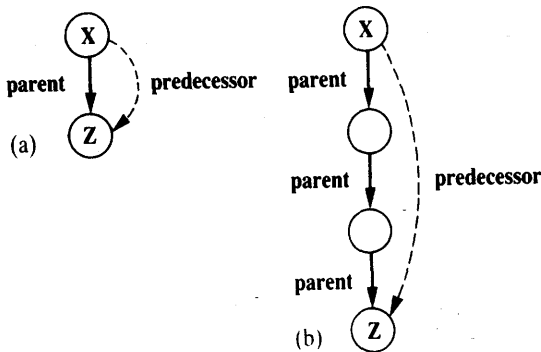 X
parent
predecessor
Z
(a)
X
parent
parent
predecessor
parent
Z
(b)